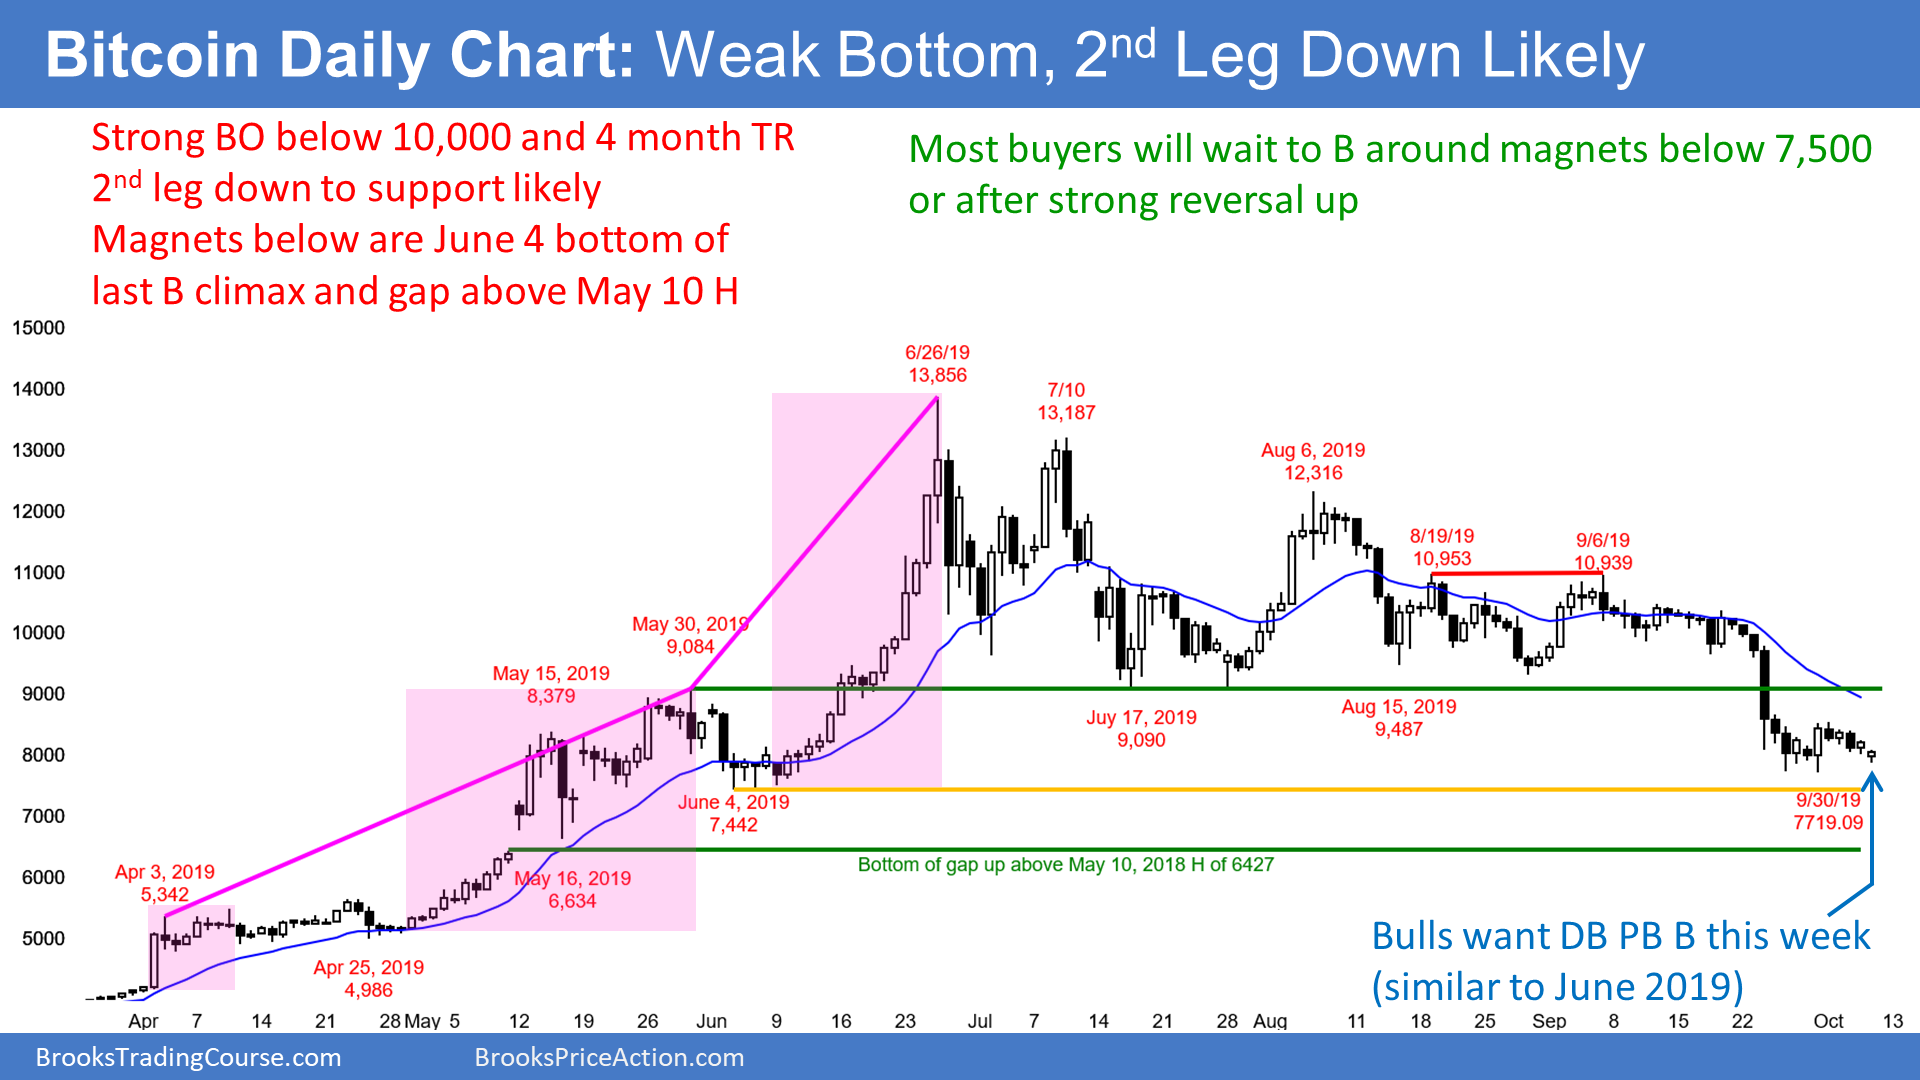 Bitcoin Daily Chart: Weak Bottom, 2nd Leg Down Likely
Strong BO below 10,000 and 4 month TR
2nd leg down to support likely
Magnets below are June 4 bottom of
last B climax and gap above May 10 H
Most buyers will wait to B around magnets below 7,500
or after strong reversal up
15000
14000
13000
12000
11000
10000
9000
8000
7000
6000
5000
6/26/19
13,856
7/10
13,187
Aug 6, 2019
12,316
8/19/19
10,953
9/6/19
10,939
May 30, 2019
9,084
May 15, 2019
8,379
Juy 17, 2019
9,090
Aug 15, 2019
9,487
June 4, 2019
7,442
9/30/19
7719.09
Bottom of gap up above May 10, 2018 H of 6427
Apr 3, 2019
5,342
May 16, 2019
6,634
Apr 25, 2019
4,986
Bulls want DB PB B this week
(similar to June 2019)
Apr 7 14 21 28 May 5 12 19 26 Jun 9 16 23 Jul 7 14 21 28 Aug 11 18 25 Sep 8 15 22 Oct 13
BrooksTradingCourse.com
BrooksPriceAction.com